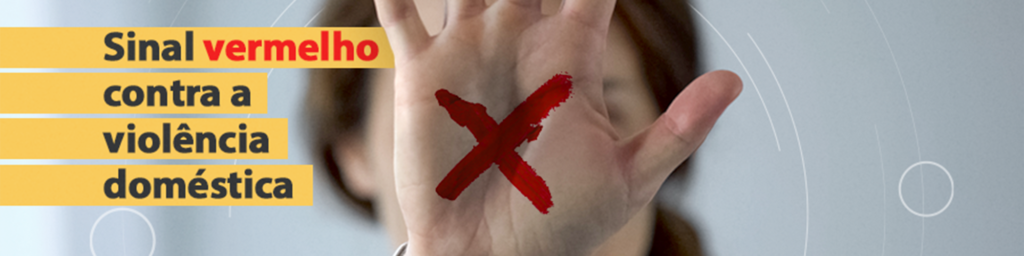 Sinal vermelho
contra a
violência
doméstica